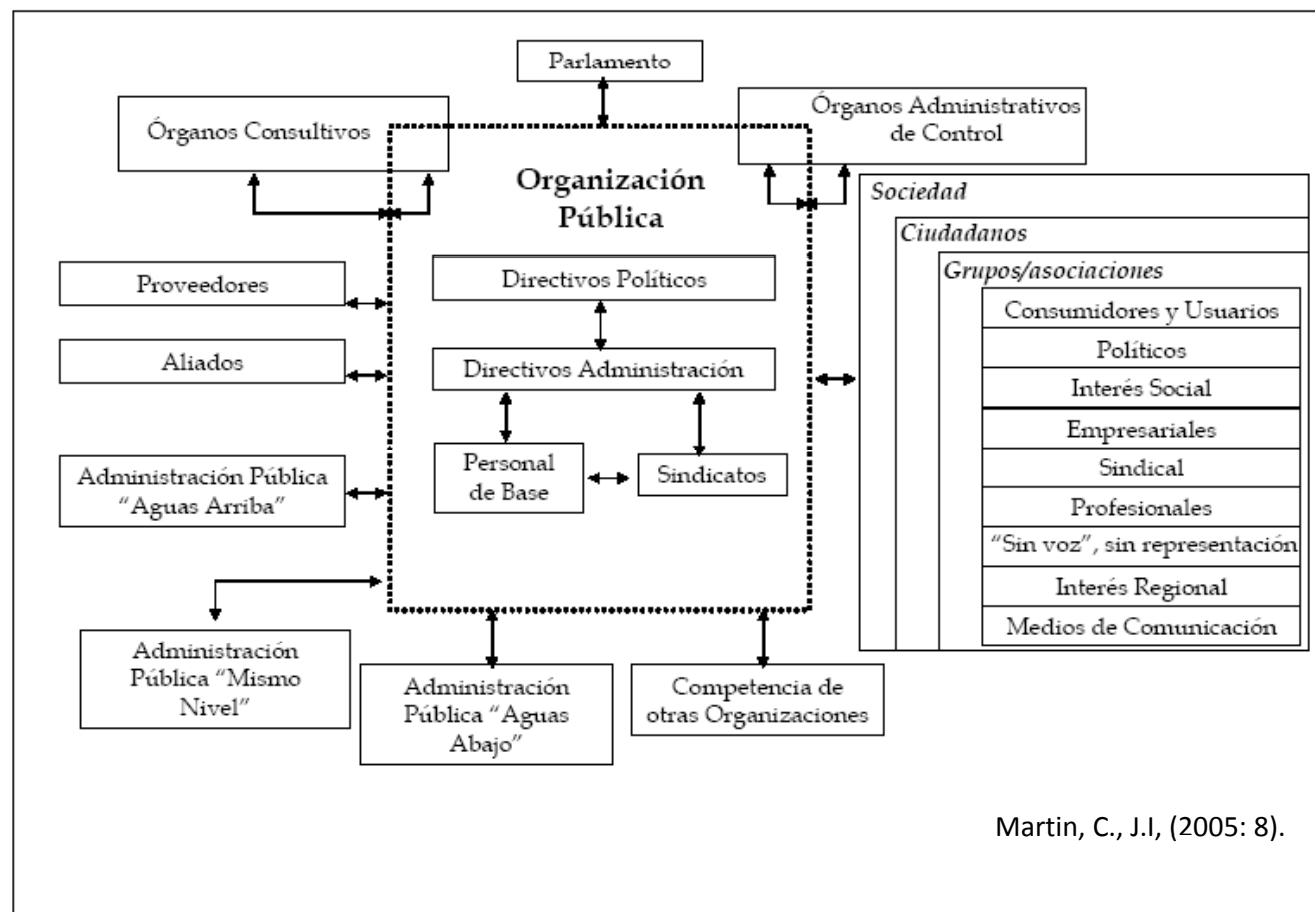 Parlamento
Órganos Consultivos
Órganos Administrativos
de Control
Organización
Pública
Directivos Políticos
Directivos Administración
Personal
de Base
Sindicatos
Proveedores
Aliados
Administración Pública
“Aguas Arriba”
Administración
Pública “Mismo
Nivel”
Administración
Pública “Aguas
Abajo”
Competencia de
otras Organizaciones
Sociedad
Ciudadanos
Grupos/asociaciones
Consumidores y Usuarios
Políticos
Interés Social
Empresariales
Sindical
Profesionales
“Sin voz”, sin representación
Interés Regional
Medios de Comunicación
Martin, C., J.I, (2005: 8).